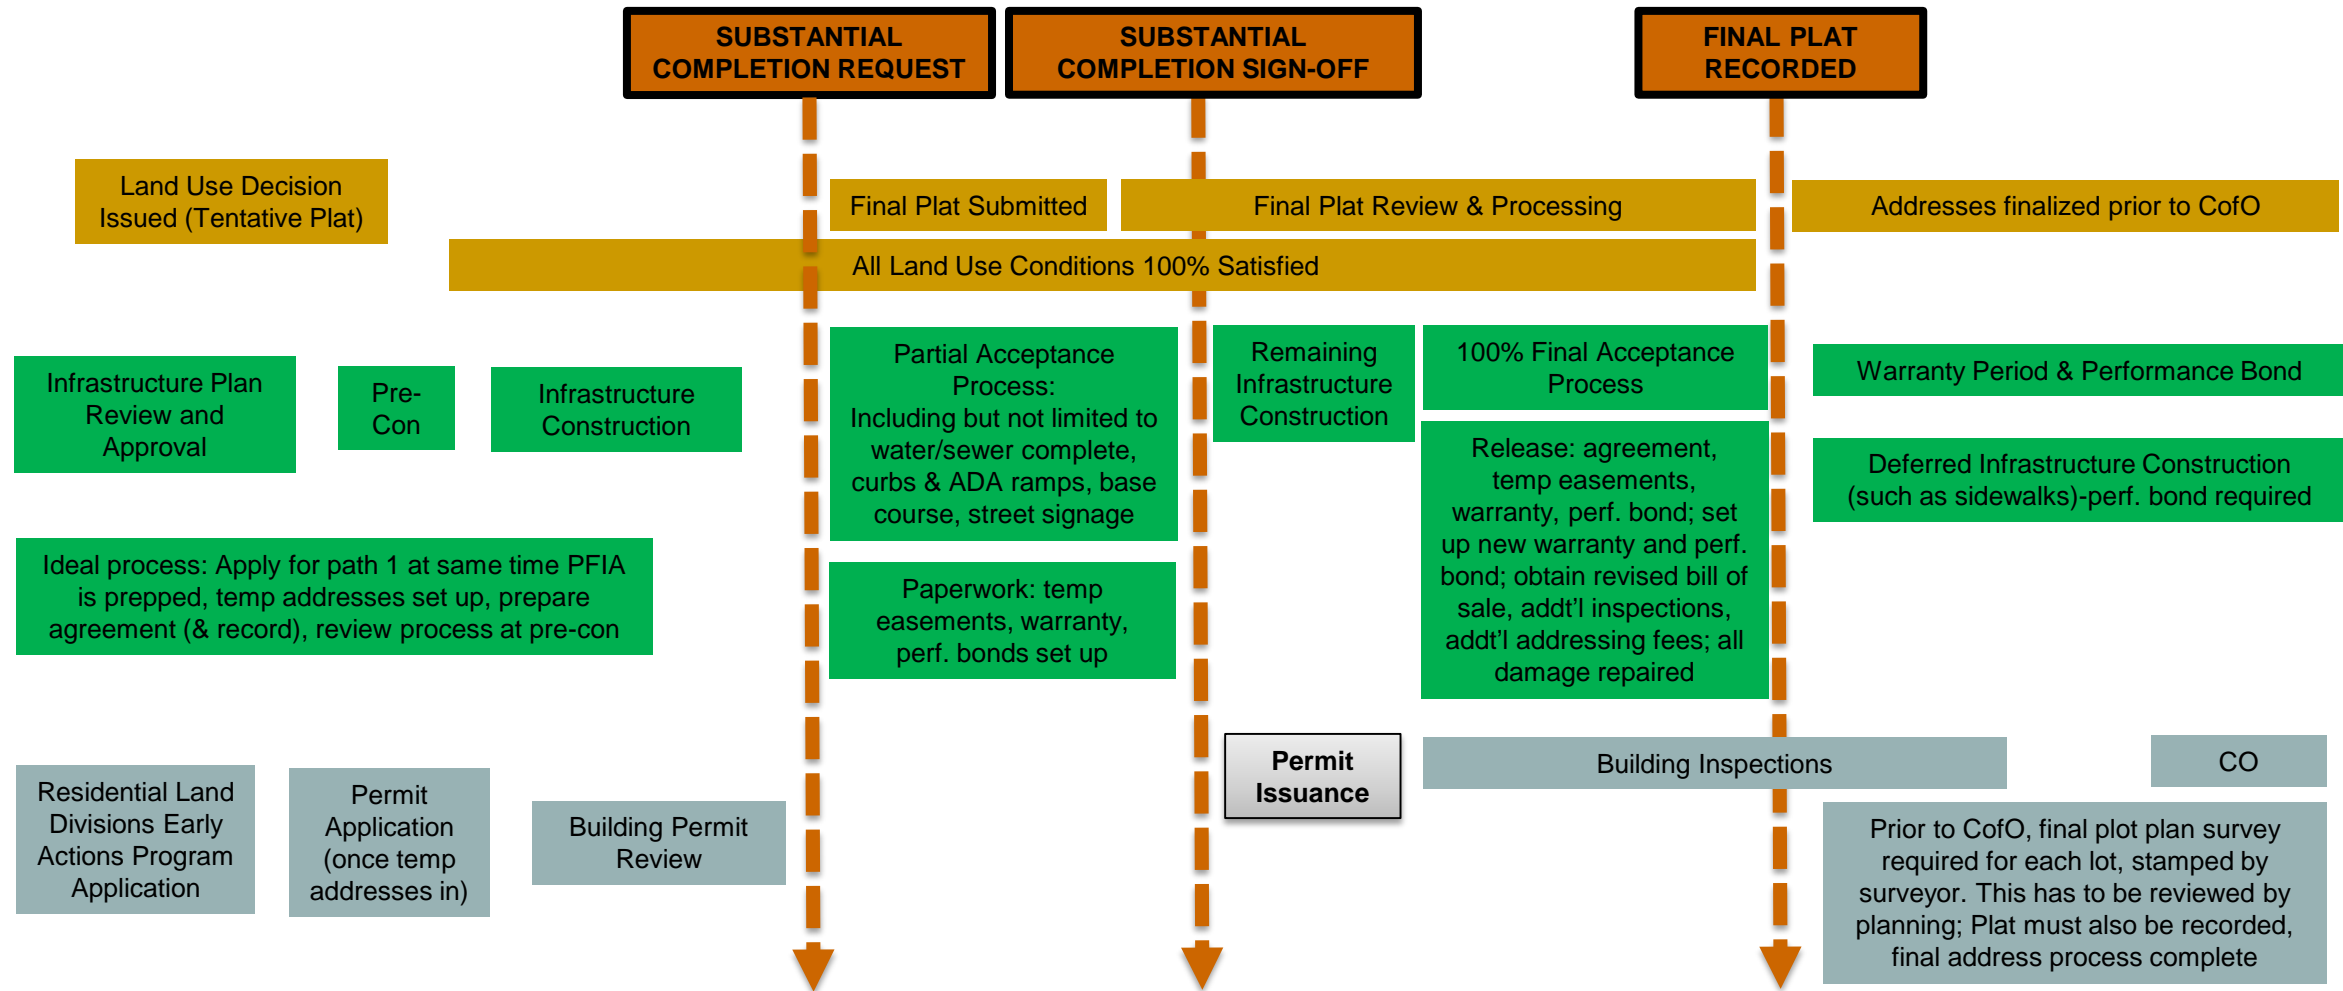 SUBSTANTIAL
COMPLETION REQUEST
SUBSTANTIAL
COMPLETION SIGN-OFF
FINAL PLAT
RECORDED
Land Use Decision
Issued (Tentative Plat)
Final Plat Submitted
Final Plat Review & Processing
Addresses finalized prior to CofO
All Land Use Conditions 100% Satisfied
Infrastructure Plan
Review and
Approval
Pre-
Con
Infrastructure
Construction
Partial Acceptance
Process:
Including but not limited to
water/sewer complete,
curbs & ADA ramps, base
course, street signage
Remaining
Infrastructure
Construction
100% Final Acceptance
Process
Warranty Period & Performance Bond
Release: agreement,
temp easements,
warranty, perf. bond; set
up new warranty and perf.
bond; obtain revised bill of
sale, addt’l inspections,
addt’l addressing fees; all
damage repaired
Deferred Infrastructure Construction
(such as sidewalks)-perf. bond required
Ideal process: Apply for path 1 at same time PFIA
is prepped, temp addresses set up, prepare
agreement (& record), review process at pre-con
Paperwork: temp
easements, warranty,
perf. bonds set up
Residential Land
Divisions Early
Actions Program
Application
Permit
Application
(once temp
addresses in)
Building Permit
Review
Permit
Issuance
Building Inspections
CO
Prior to CofO, final plot plan survey
required for each lot, stamped by
surveyor. This has to be reviewed by
planning; Plat must also be recorded,
final address process complete